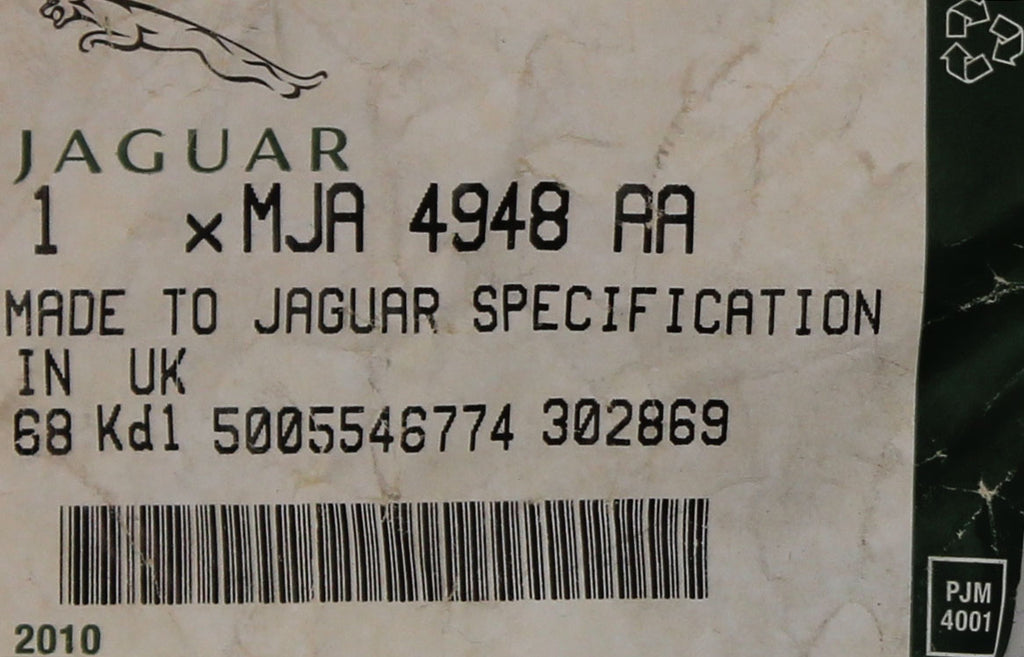 JAGUAR
1 x MJA 4948 AA
MADE TO JAGUAR SPECIFICATION
IN UK
68 Kd1 5005546774 302869
2010
PJM
4001